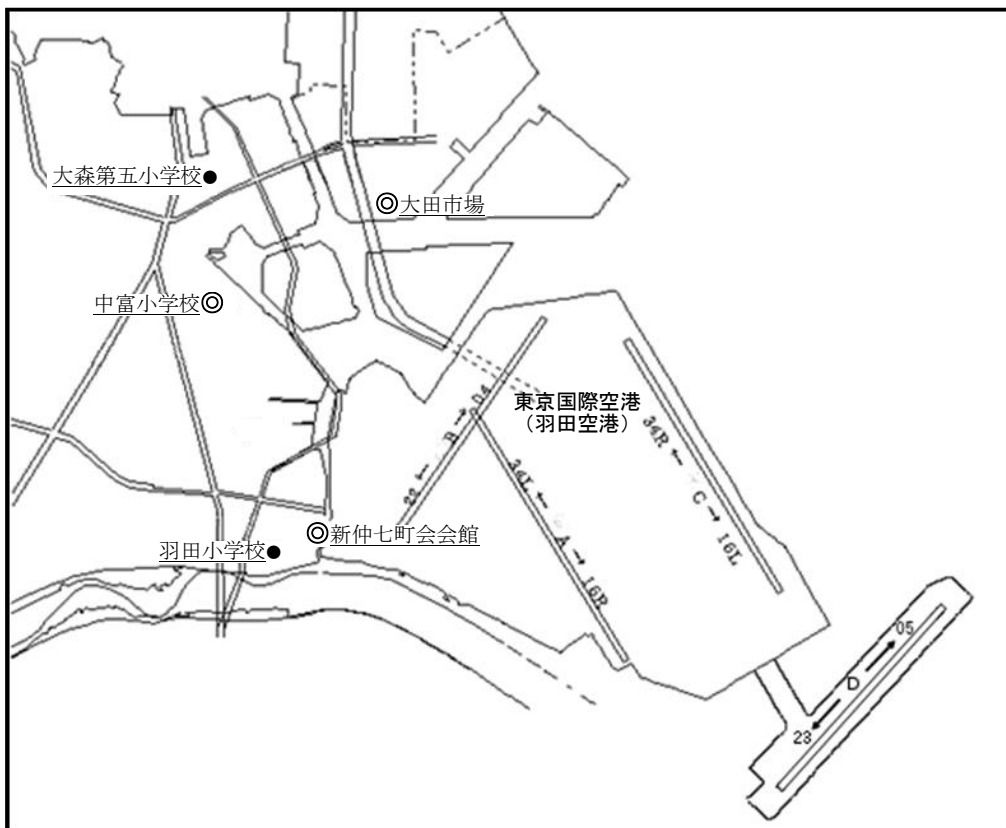 大森第五小学校
大田市場
中富小学校
東京国際空港
(羽田空港)
04
B
22
34L
A
16R
34R
C
16L
新仲七町会会館
羽田小学校
05
D
23